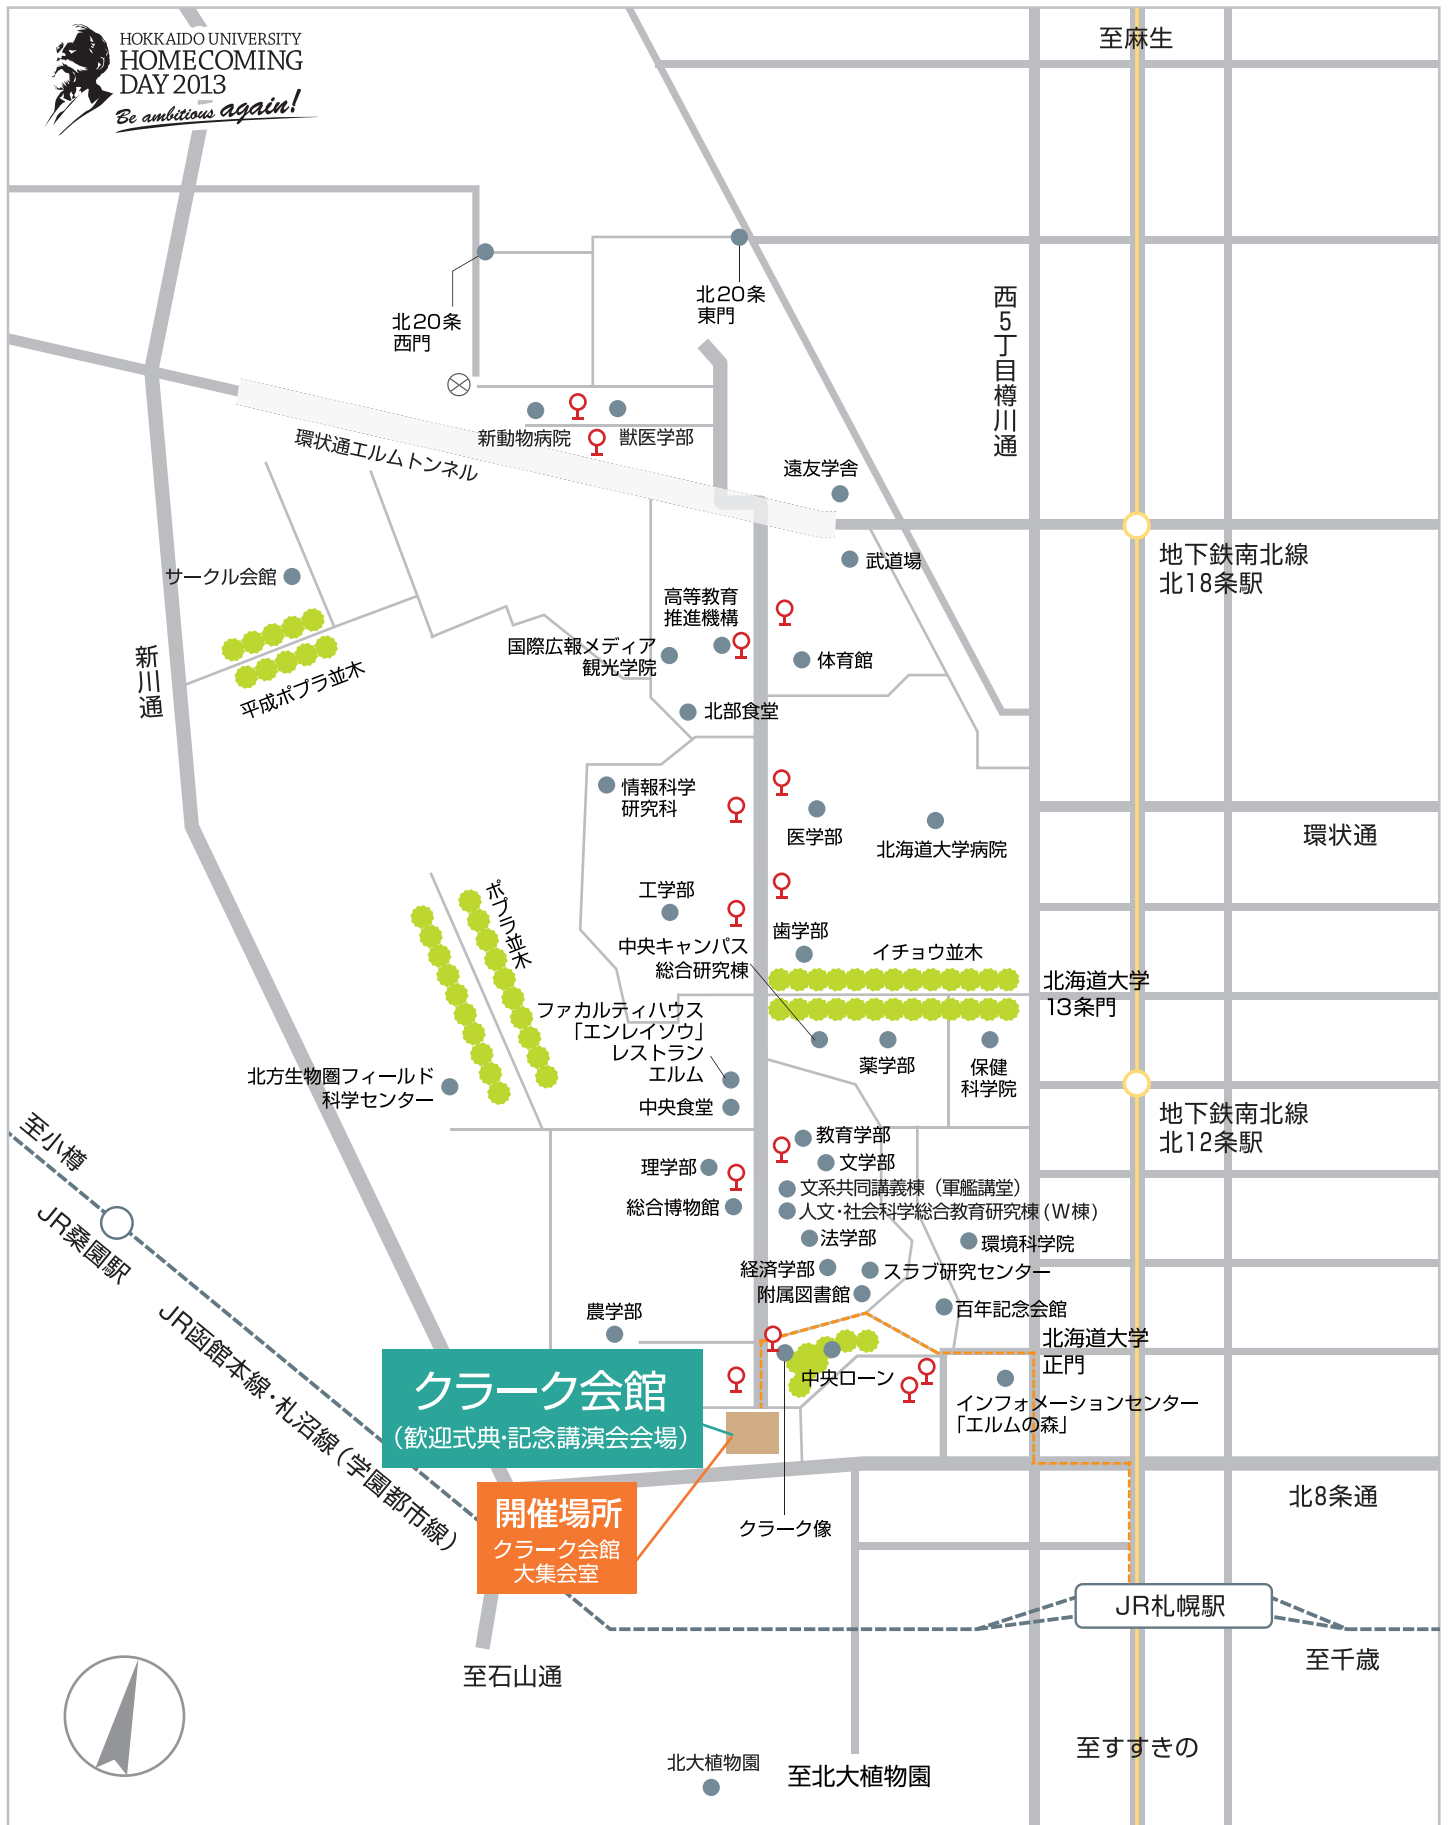 HOKKAIDO UNIVERSITY
HOMECOMING
DAY 2013
Be ambitious again!
至麻生
北20条
西門
北20条
東門
西5丁目樽川通
新動物病院
獣医学部
環状通エルムトンネル
遠友学舎
武道場
地下鉄南北線
北18条駅
サークル会館
高等教育
推進機構
国際広報メディア
観光学院
体育館
新川通
平成ポプラ並木
北部食堂
情報科学
研究科
医学部
北海道大学病院
環状通
工学部
ポプラ並木
歯学部
中央キャンパス
総合研究棟
イチョウ並木
北海道大学
13条門
ファカルティハウス
「エンレイソウ」
レストラン
エルム
薬学部
保健
科学院
北方生物圏フィールド
科学センター
中央食堂
地下鉄南北線
北12条駅
至小樽
教育学部
文学部
理学部
文系共同講義棟（軍艦講堂）
総合博物館
人文・社会科学総合教育研究棟（W棟）
JR桑園駅
法学部
環境科学院
経済学部
スラブ研究センター
附属図書館
百年記念会館
農学部
北海道大学
正門
JR函館本線・札沼線（学園都市線）
クラーク会館
（歓迎式典・記念講演会会場）
中央ローン
インフォメーションセンター
「エルムの森」
開催場所
クラーク会館
大集会室
クラーク像
北8条通
JR札幌駅
至千歳
至石山通
至すすきの
北大植物園
至北大植物園